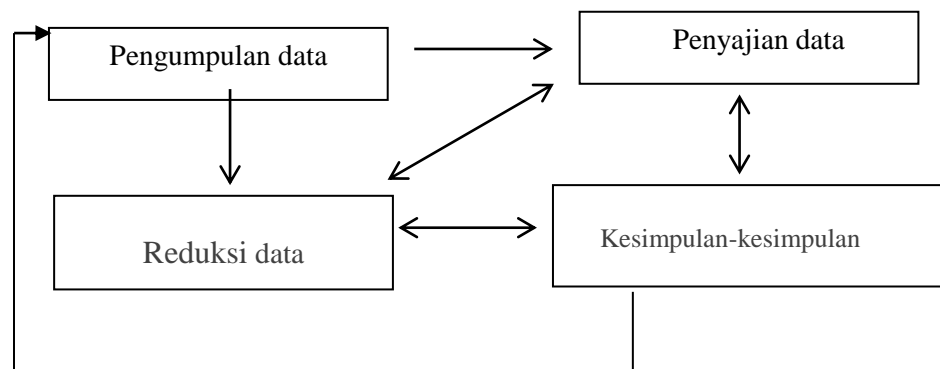 Pengumpulan data
Penyajian data
Reduksi data
Kesimpulan-kesimpulan